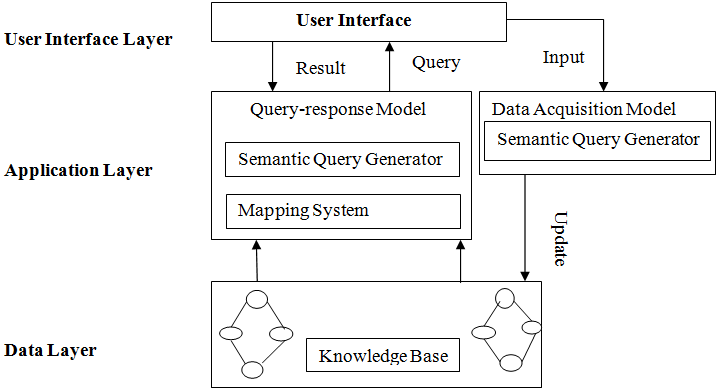 User Interface
User Interface Layer
Result
Query
Input
Query-response Model
Data Acquisition Model
Semantic Query Generator
Semantic Query Generator
Application Layer
Mapping System
Update
Data Layer
Knowledge Base